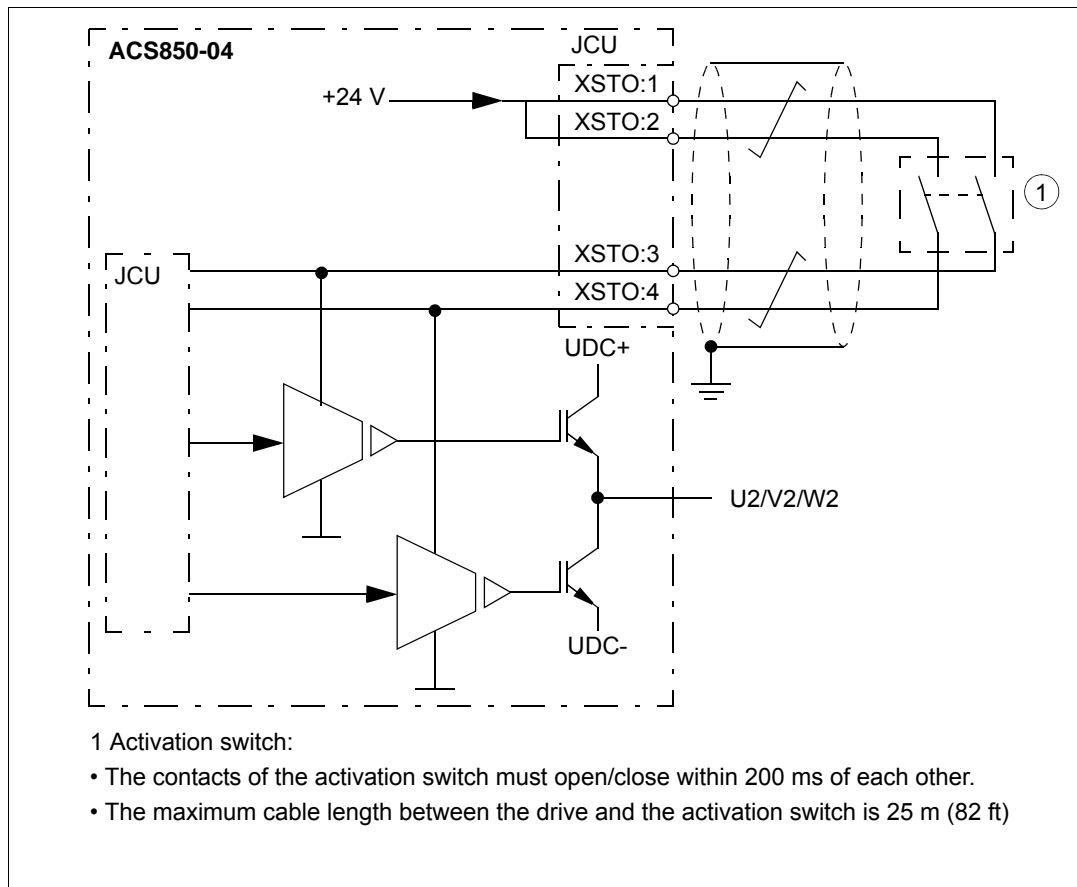 ACS850-04
JCU
XSTO:1
+24 V
XSTO:2
1
XSTO:3
JCU
XSTO:4
UDC+
U2/V2/W2
UDC-
1 Activation switch:
• The contacts of the activation switch must open/close within 200 ms of each other.
• The maximum cable length between the drive and the activation switch is 25 m (82 ft)